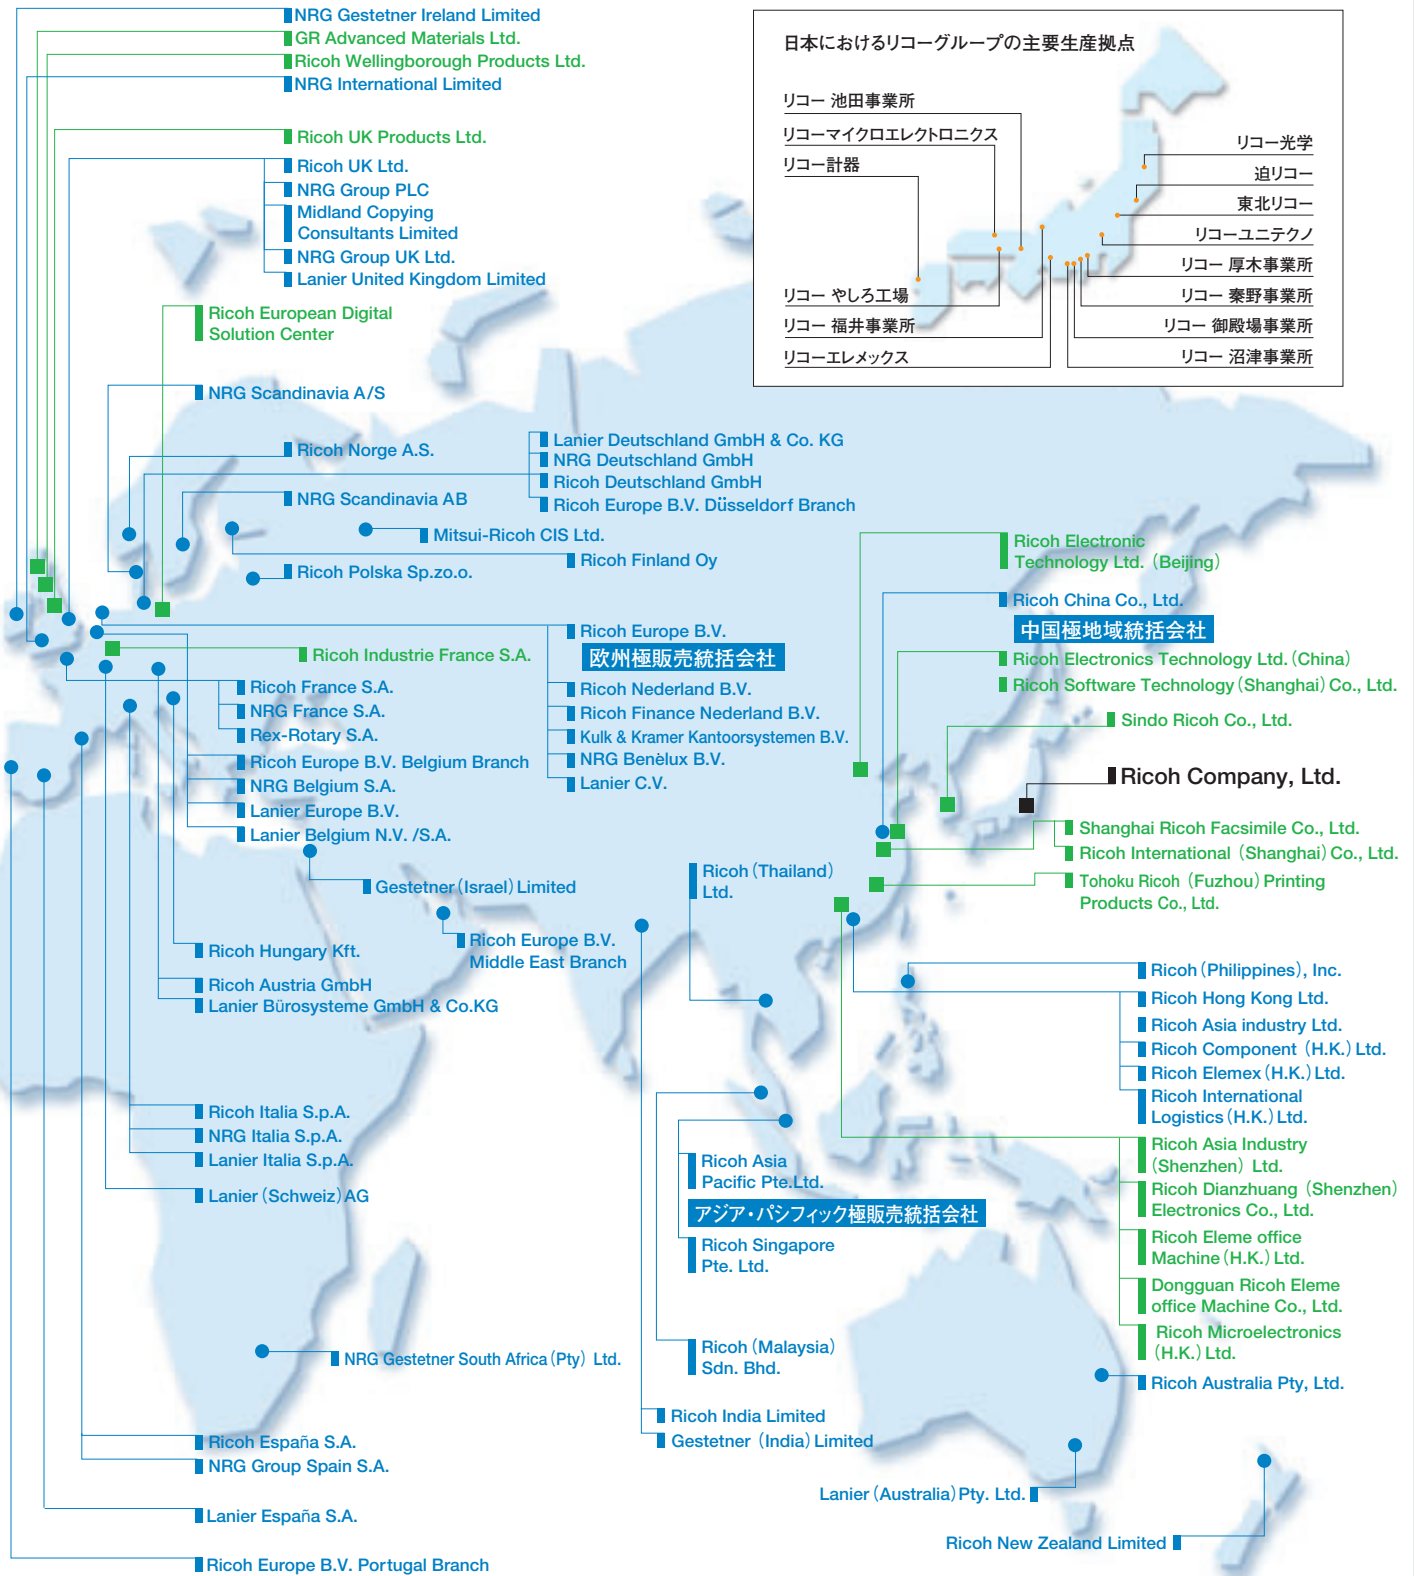 NRG Gestetner Ireland Limited
GR Advanced Materials Ltd.
Ricoh Wellingborough Products Ltd.
NRG International Limited
Ricoh UK Products Ltd.
Ricoh UK Ltd.
NRG Group PLC
Midland Copying
Consultants Limited
NRG Group UK Ltd.
Lanier United Kingdom Limited
Ricoh European Digital
Solution Center
NRG Scandinavia A/S
Ricoh Norge A.S.
NRG Scandinavia AB
Lanier Deutschland GmbH & Co. KG
NRG Deutschland GmbH
Ricoh Deutschland GmbH
Ricoh Europe B.V. Düsseldorf Branch
Mitsui-Ricoh CIS Ltd.
Ricoh Finland Oy
Ricoh Polska Sp.zo.o.
Ricoh Europe B.V.
欧州極販売統括会社
Ricoh Industrie France S.A.
Ricoh Nederland B.V.
Ricoh Finance Nederland B.V.
Kulk & Kramer Kantoorsystemen B.V.
NRG Benèlux B.V.
Lanier C.V.
Ricoh France S.A.
NRG France S.A.
Rex-Rotary S.A.
Ricoh Europe B.V. Belgium Branch
NRG Belgium S.A.
Lanier Europe B.V.
Lanier Belgium N.V. /S.A.
Gestetner (Israel) Limited
Ricoh Europe B.V.
Middle East Branch
Ricoh Hungary Kft.
Ricoh Austria GmbH
Lanier Bürosysteme GmbH & Co.KG
Ricoh Italia S.p.A.
NRG Italia S.p.A.
Lanier Italia S.p.A.
Lanier (Schweiz) AG
NRG Gestetner South Africa (Pty) Ltd.
Ricoh España S.A.
NRG Group Spain S.A.
Lanier España S.A.
Ricoh Europe B.V. Portugal Branch
日本におけるリコーグループの主要生産拠点
リコー 池田事業所
リコーマイクロエレクトロニクス
リコー計器
リコー やしろ工場
リコー 福井事業所
リコーエレメックス
リコー光学
迫リコー
東北リコー
リコーユニテクノ
リコー 厚木事業所
リコー 秦野事業所
リコー 御殿場事業所
リコー 沼津事業所
Ricoh Electronic
Technology Ltd. (Beijing)
Ricoh China Co., Ltd.
中国極地域統括会社
Ricoh Electronics Technology Ltd. (China)
Ricoh Software Technology (Shanghai) Co., Ltd.
Sindo Ricoh Co., Ltd.
Ricoh Company, Ltd.
Shanghai Ricoh Facsimile Co., Ltd.
Ricoh International (Shanghai) Co., Ltd.
Tohoku Ricoh (Fuzhou) Printing
Products Co., Ltd.
Ricoh (Thailand)
Ltd.
Ricoh (Philippines), Inc.
Ricoh Hong Kong Ltd.
Ricoh Asia industry Ltd.
Ricoh Component (H.K.) Ltd.
Ricoh Elemex (H.K.) Ltd.
Ricoh International
Logistics (H.K.) Ltd.
Ricoh Asia Industry
(Shenzhen) Ltd.
Ricoh Dianzhuang (Shenzhen)
Electronics Co., Ltd.
Ricoh Eleme office
Machine (H.K.) Ltd.
Dongguan Ricoh Eleme
office Machine Co., Ltd.
Ricoh Microelectronics
(H.K.) Ltd.
Ricoh Asia
Pacific Pte.Ltd.
アジア・パシフィック極販売統括会社
Ricoh Singapore
Pte. Ltd.
Ricoh (Malaysia)
Sdn. Bhd.
Ricoh India Limited
Gestetner (India) Limited
Ricoh Australia Pty, Ltd.
Lanier (Australia) Pty. Ltd.
Ricoh New Zealand Limited